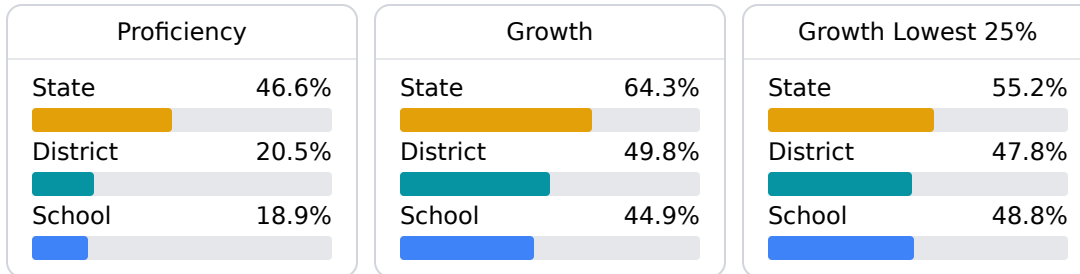 Proficiency
State 46.6%
District 20.5%
School 18.9%
Growth
State 64.3%
District 49.8%
School 44.9%
Growth Lowest 25%
State 55.2%
District 47.8%
School 48.8%